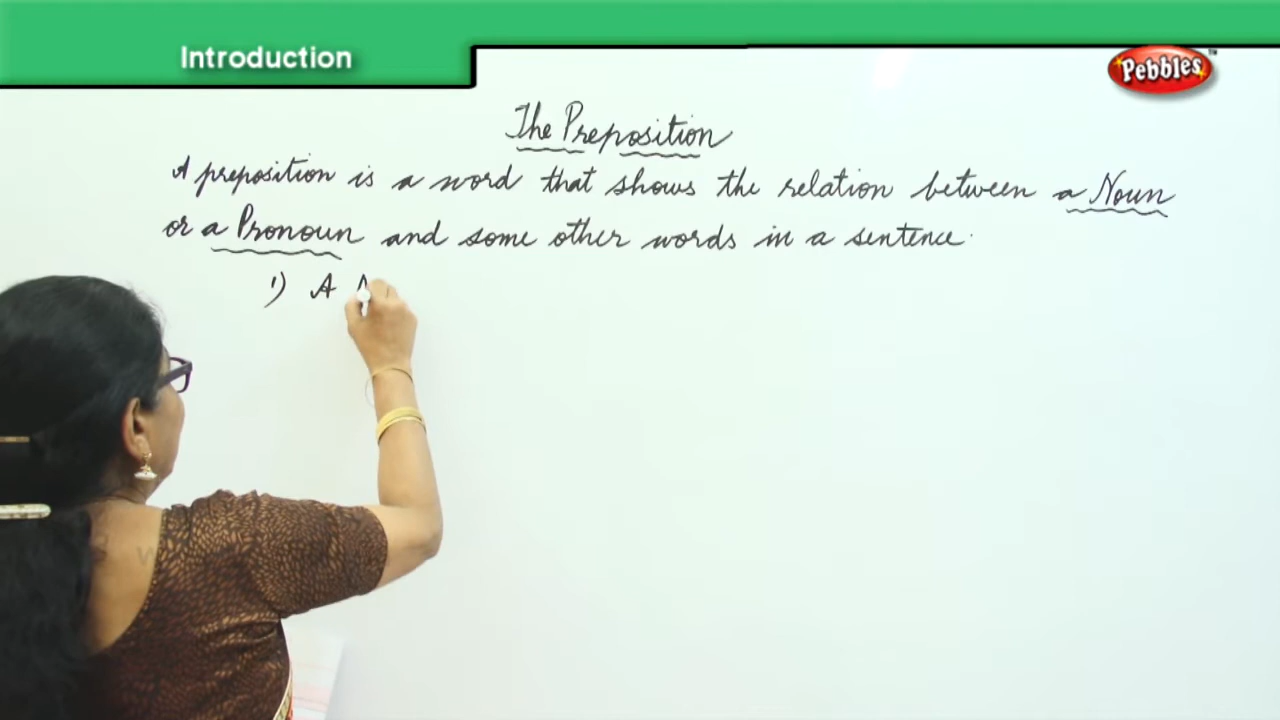 Introduction
Pebbles™
The Preposition
A preposition is a word that shows the relation between a Noun
or a Pronoun and some other words in a sentence.
1) A